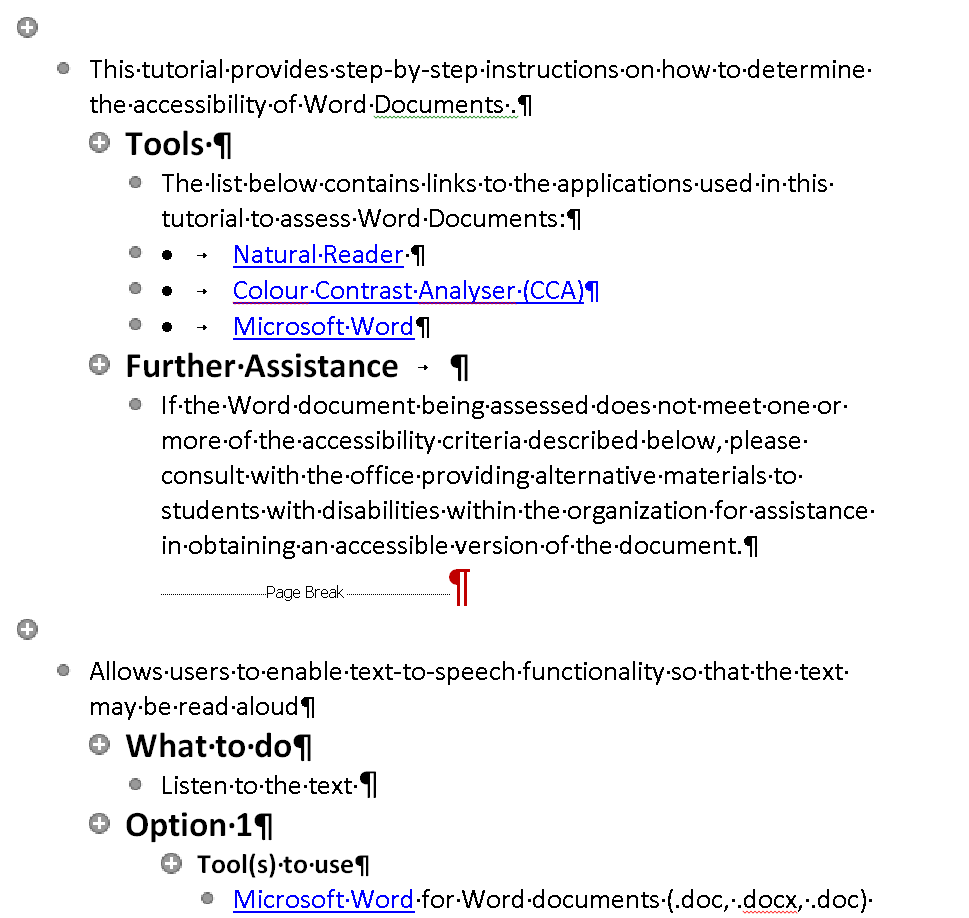 This tutorial provides step-by-step instructions on how to determine
the accessibility of Word Documents .¶
Tools ¶
The list below contains links to the applications used in this
tutorial to assess Word Documents:¶
● → Natural Reader ¶
● → Colour Contrast Analyser (CCA)¶
● → Microsoft Word¶
Further Assistance → ¶
If the Word document being assessed does not meet one or
more of the accessibility criteria described below, please
consult with the office providing alternative materials to
students with disabilities within the organization for assistance
in obtaining an accessible version of the document.¶
Page Break ¶
Allows users to enable text-to-speech functionality so that the text
may be read aloud¶
What to do¶
Listen to the text ¶
Option 1¶
Tool(s) to use¶
Microsoft Word for Word documents (.doc, .docx, .doc)